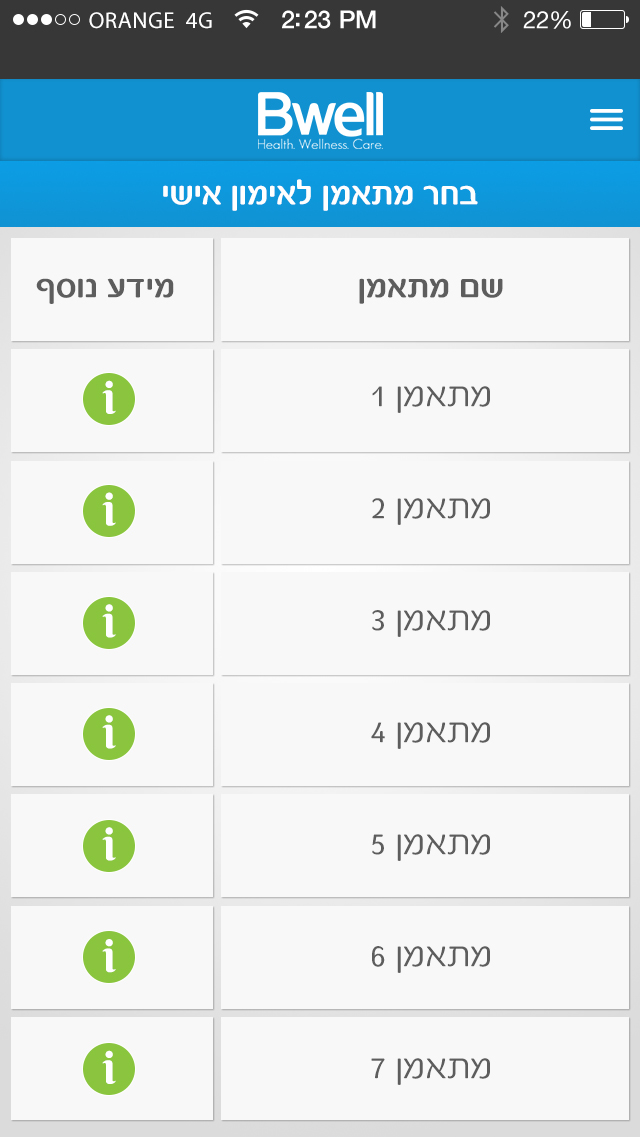 ORANGE 4G 2:23 PM 22%
Bwell
Health. Wellness. Care.
בחר מתאמן לאימון אישי
שם מתאמן מידע נוסף
מתאמן 1
מתאמן 2
מתאמן 3
מתאמן 4
מתאמן 5
מתאמן 6
מתאמן 7